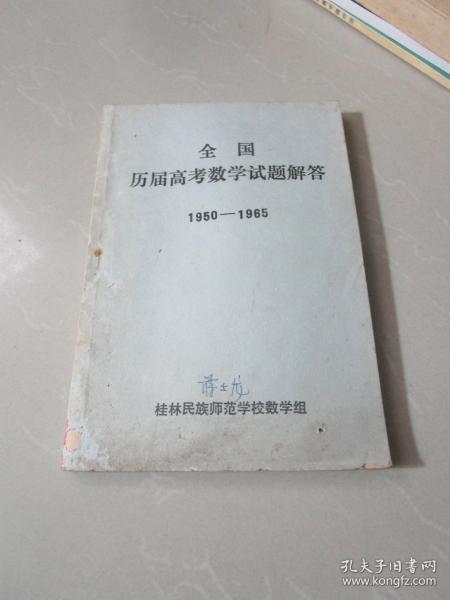 全国
历届高考数学试题解答
1950—1965
桂林民族师范学校数学组
孔夫子旧书网
www.kongfz.com